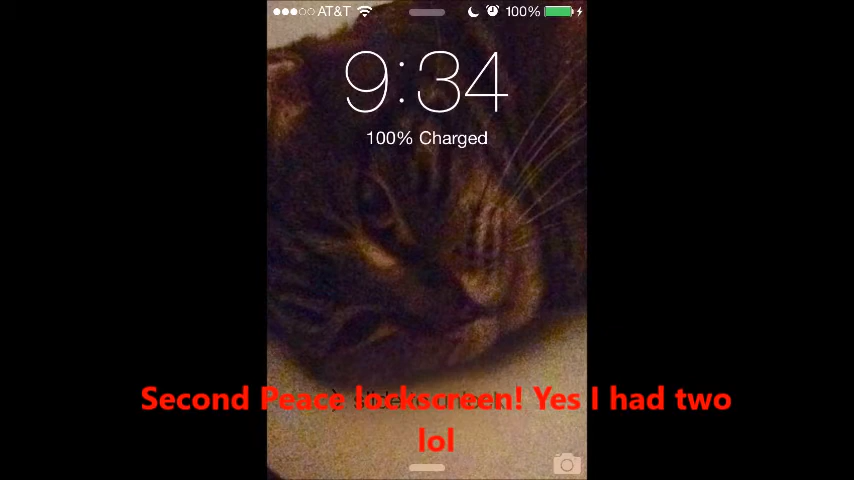 AT&T 100%
9:34
100% Charged
Second Peace lockscreen! Yes I had two
lol